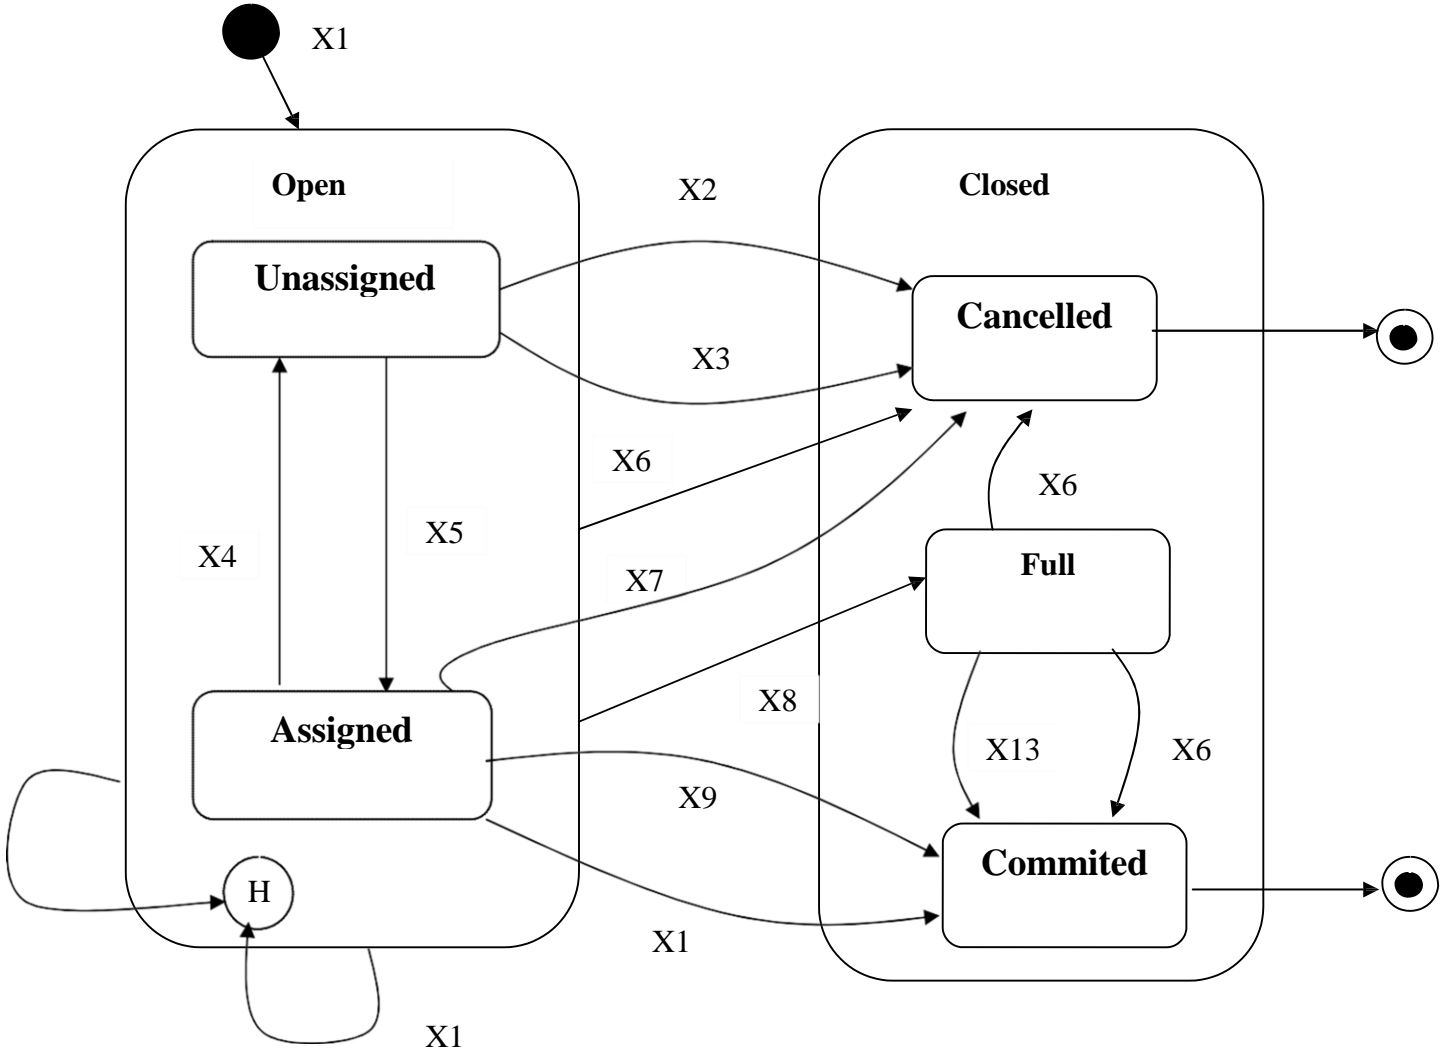 X1
Open
Closed
X2
Unassigned
Cancelled
X3
X6
X6
X5
X4
Full
X7
X8
Assigned
X13
X6
X9
Commited
H
X1
X1